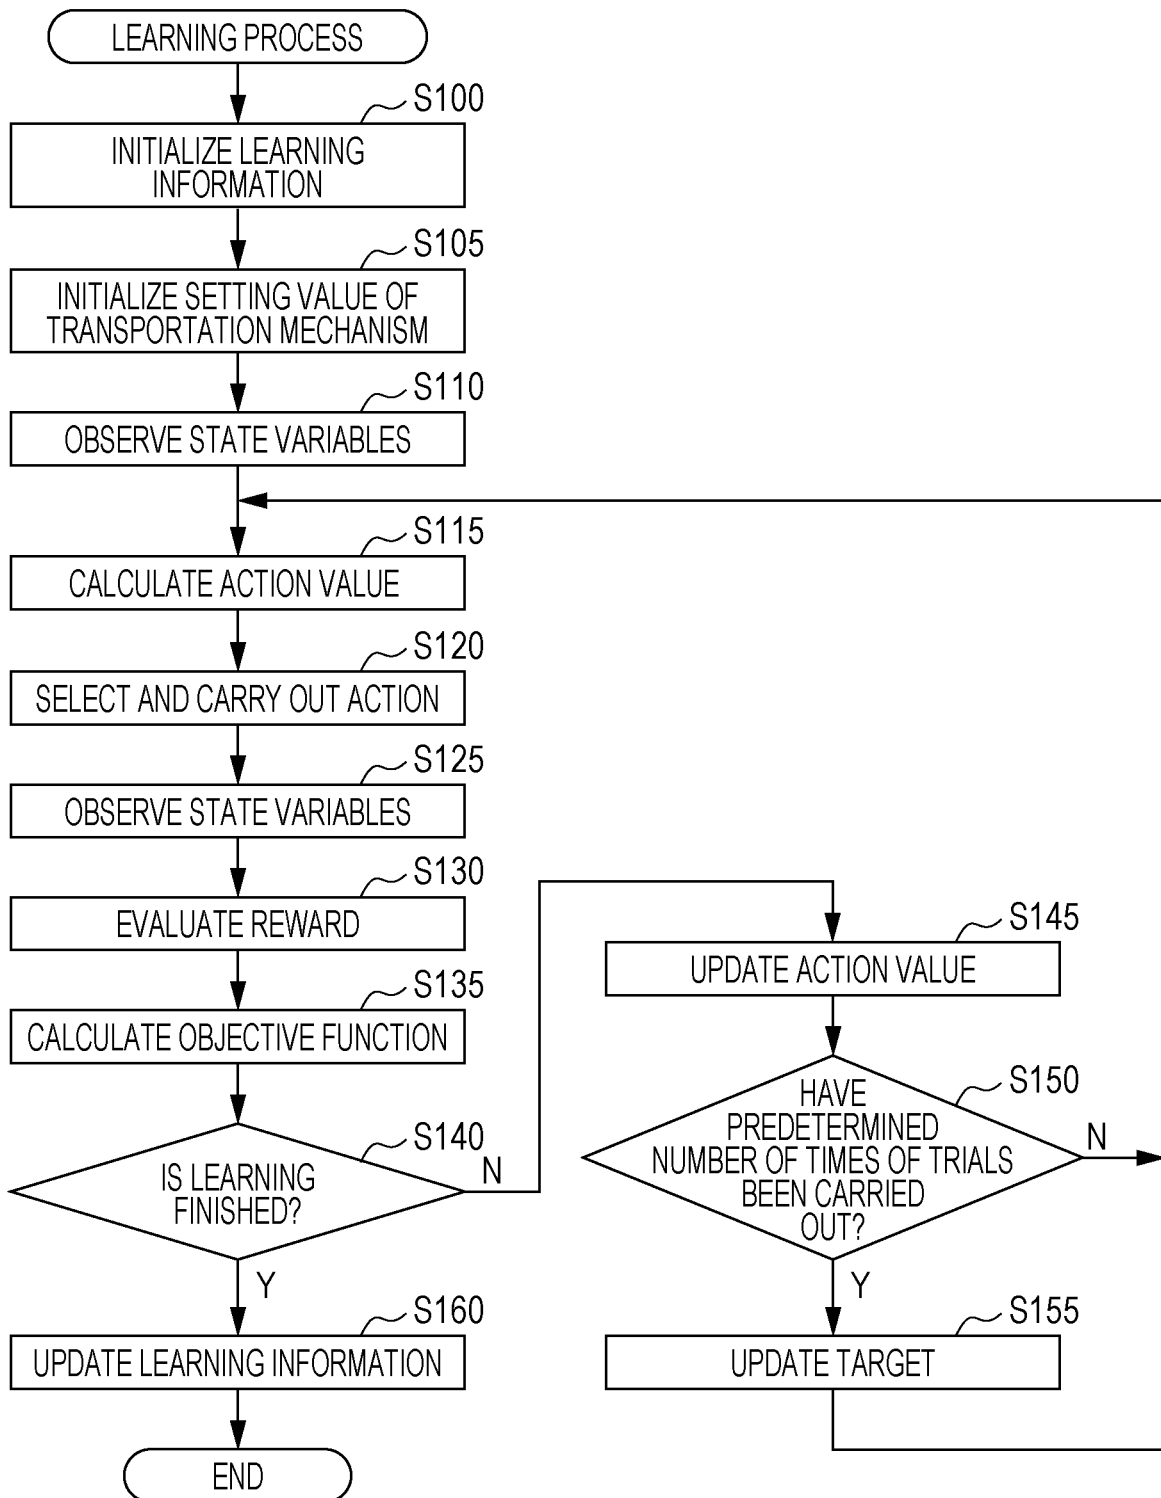 LEARNING PROCESS
S100
INITIALIZE LEARNING
INFORMATION
S105
INITIALIZE SETTING VALUE OF
TRANSPORTATION MECHANISM
S110
OBSERVE STATE VARIABLES
S115
CALCULATE ACTION VALUE
S120
SELECT AND CARRY OUT ACTION
S125
OBSERVE STATE VARIABLES
S130
EVALUATE REWARD
S135
CALCULATE OBJECTIVE FUNCTION
S140
IS LEARNING
FINISHED?
N
Y
S160
UPDATE LEARNING INFORMATION
END
S145
UPDATE ACTION VALUE
S150
HAVE
PREDETERMINED
NUMBER OF TIMES OF TRIALS
BEEN CARRIED
OUT?
N
Y
S155
UPDATE TARGET